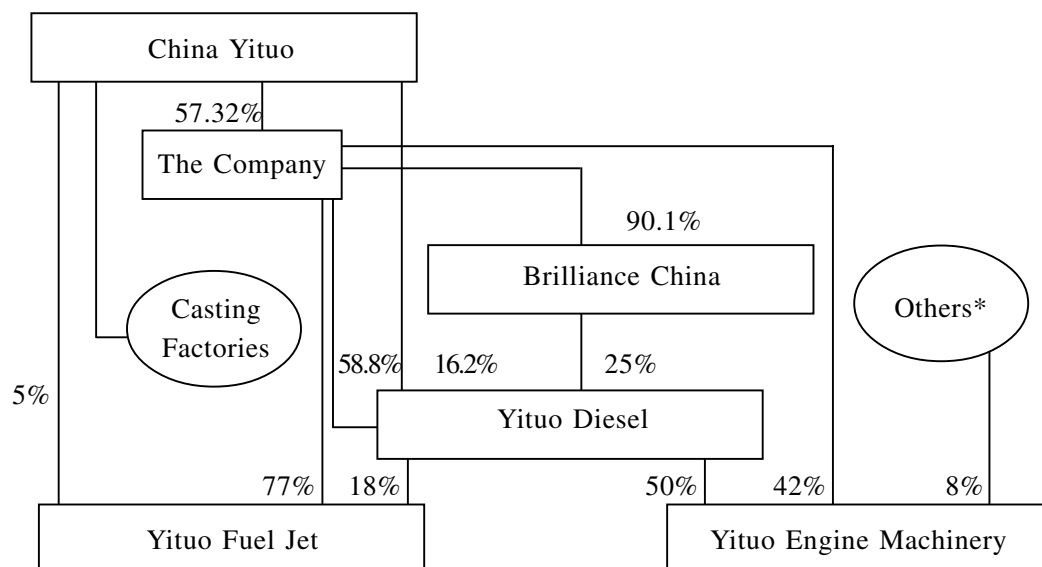 China Yituo
57.32%
The Company
90.1%
Brilliance China
Casting
Factories
Others*
58.8%
16.2%
25%
5%
Yituo Diesel
77%
18%
50%
42%
8%
Yituo Fuel Jet
Yituo Engine Machinery